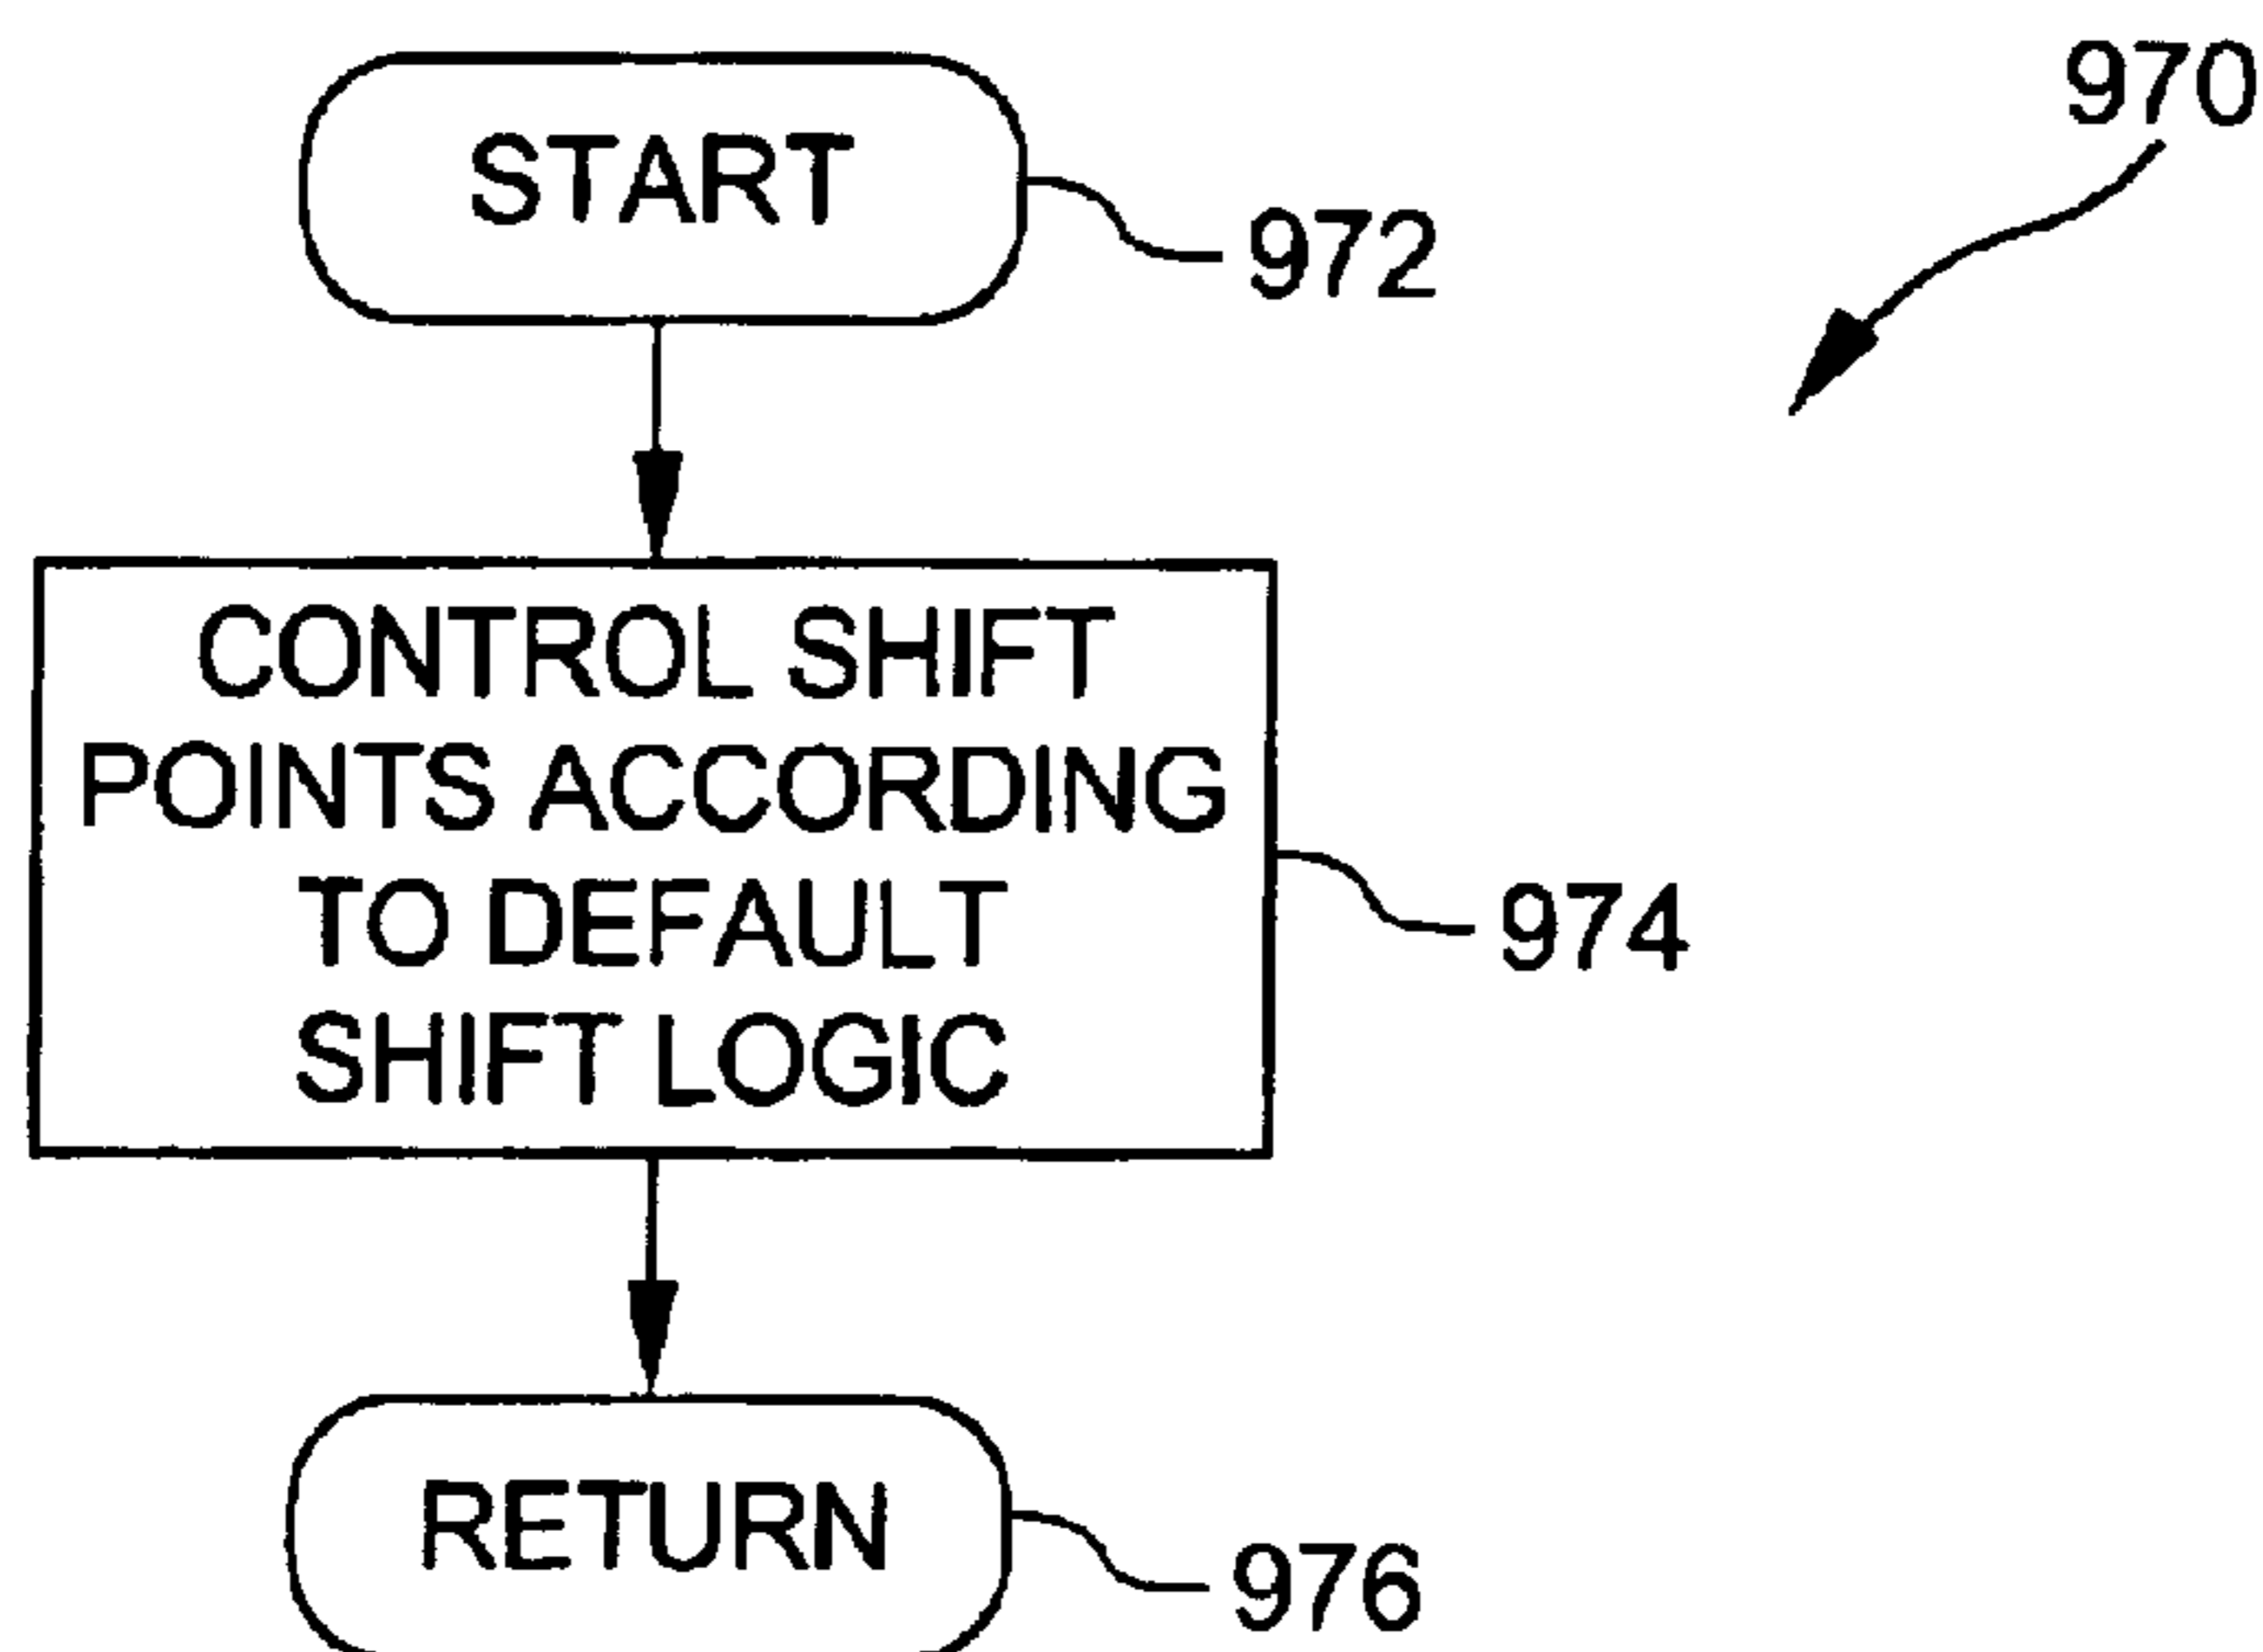 START
970
972
CONTROL SHIFT
POINTS ACCORDING
TO DEFAULT
SHIFT LOGIC
974
RETURN
976